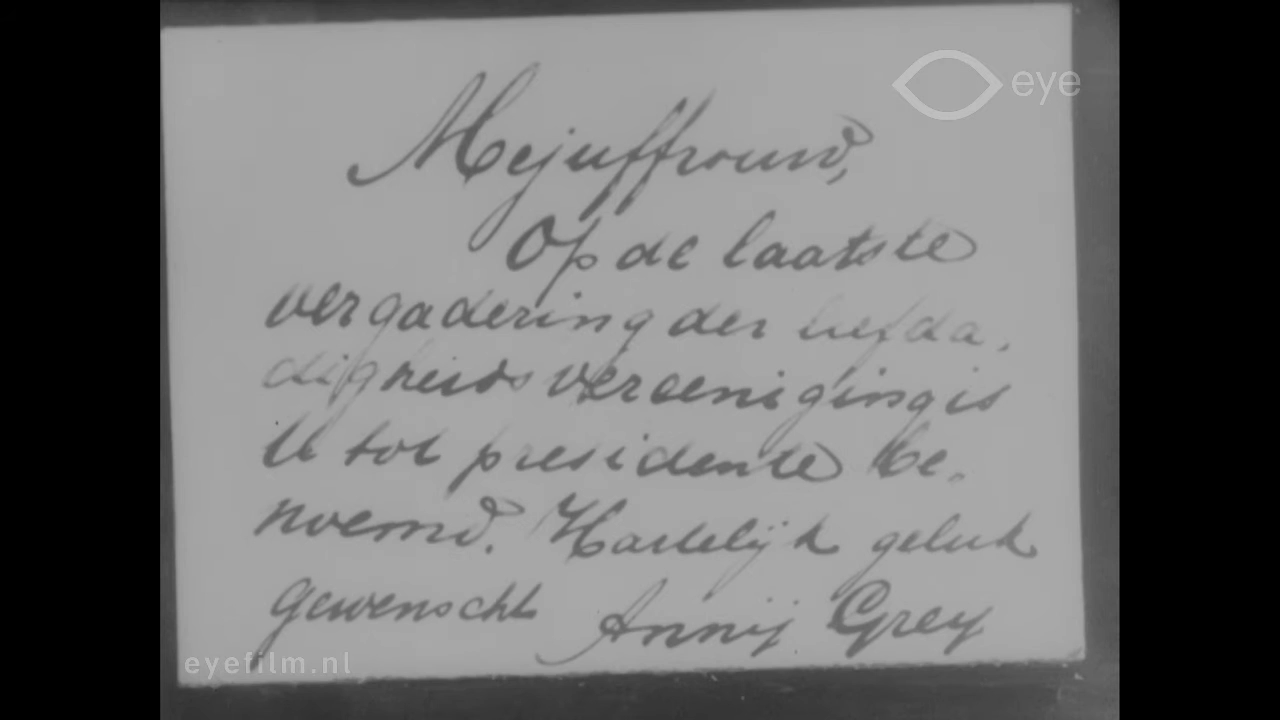 eye
Mejuffrouw,
Op de laatste
vergadering der liefda.
digheids vereeniging is
U tot presidente be.
noemd. Hartelijk geluk
gewenscht Annij Grey
eyefilm.nl